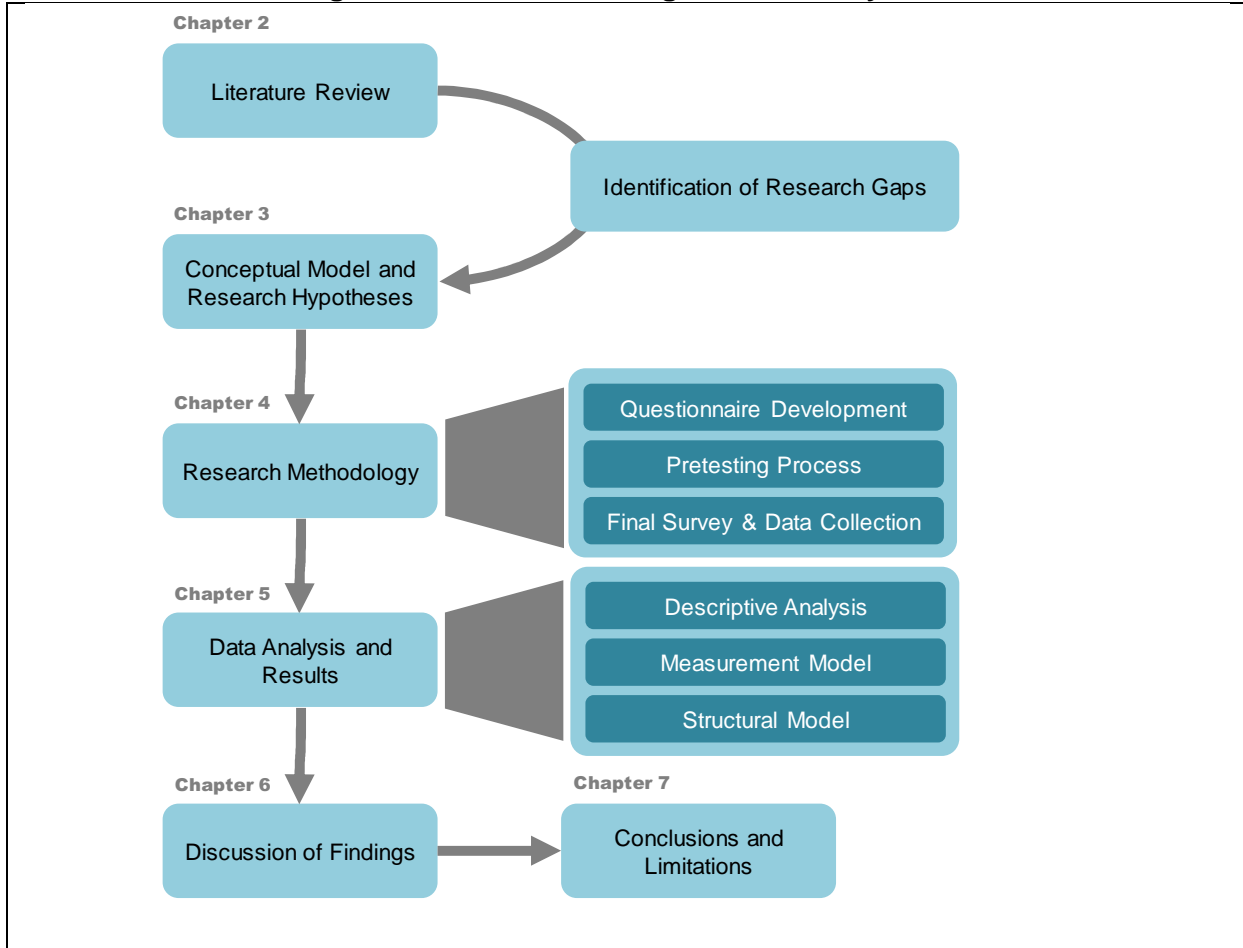 Chapter 2
Literature Review
Identification of Research Gaps
Chapter 3
Conceptual Model and
Research Hypotheses
Chapter 4
Research Methodology
Questionnaire Development
Pretesting Process
Final Survey & Data Collection
Chapter 5
Data Analysis and
Results
Descriptive Analysis
Measurement Model
Structural Model
Chapter 6
Discussion of Findings
Chapter 7
Conclusions and
Limitations